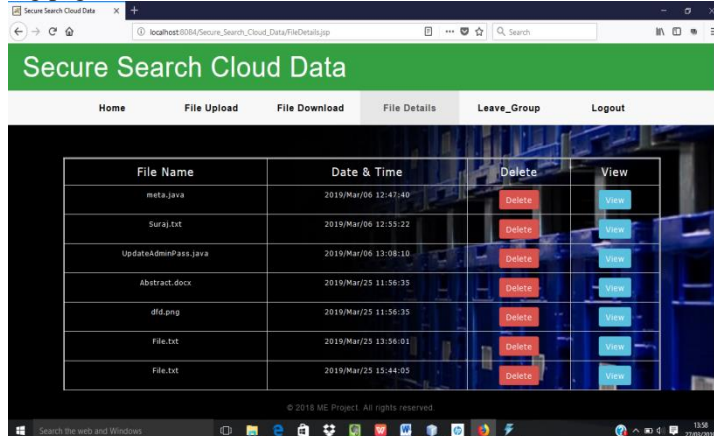 Secure Search Cloud Data
localhost:8084/Secure_Search_Cloud_Data/FileDetails.jsp
Search
Secure Search Cloud Data
Home File Upload File Download File Details Leave_Group Logout
File Name Date & Time Delete View
meta.java 2019/Mar/06 12:47:40 Delete View
Suraj.txt 2019/Mar/06 12:55:22 Delete View
UpdateAdminPass.java 2019/Mar/06 13:08:10 Delete View
Abstract.docx 2019/Mar/25 11:56:35 Delete View
dfd.png 2019/Mar/25 11:56:35 Delete View
File.txt 2019/Mar/25 13:56:01 Delete View
File.txt 2019/Mar/25 15:44:05 Delete View
© 2018 ME Project. All rights reserved.
Search the web and Windows
13:58